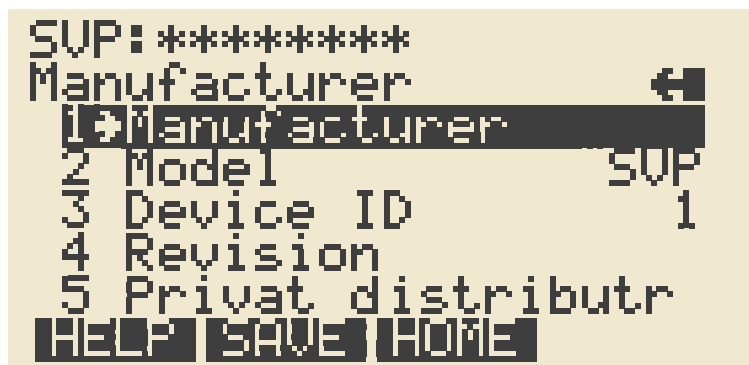 SVP:********
Manufacturer
1→Manufacturer
2 Model SVP
3 Device ID 1
4 Revision
5 Privat distributr
HELP SAVE HOME